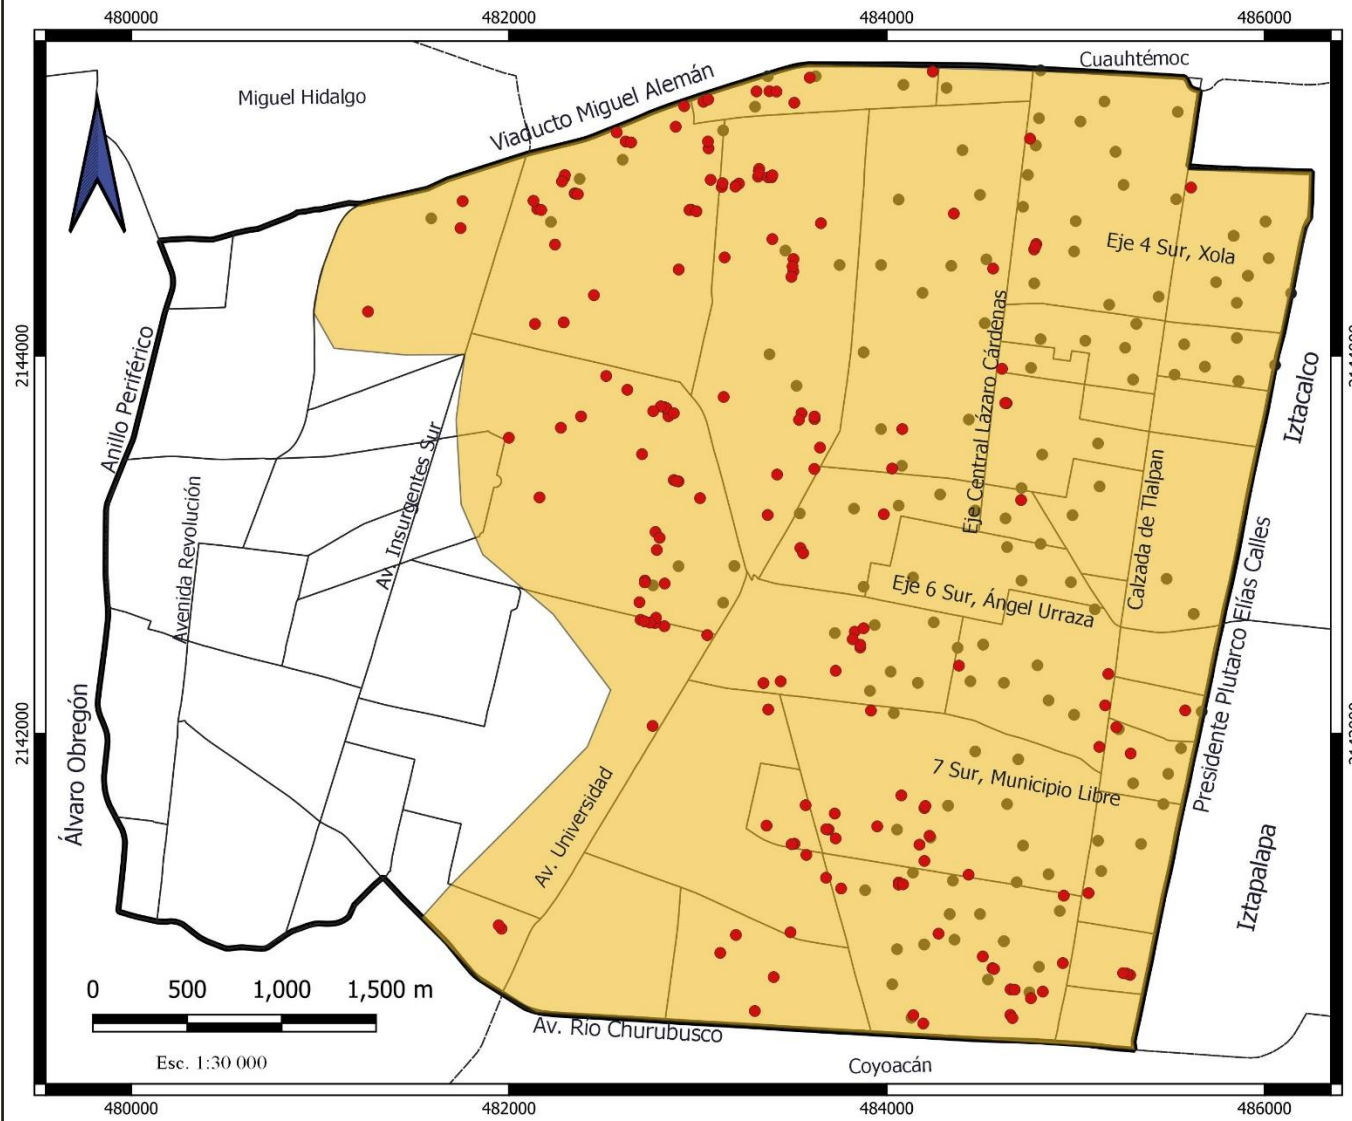 480000
482000
484000
486000
Cuauhtémoc
Miguel Hidalgo
Viaducto Miguel Alemán
Eje 4 Sur, Xola
2144000
Anillo Periférico
Eje Central Lázaro Cárdenas
Iztacalco
Av. Insurgentes Sur
Avenida Revolución
Calzada de Tlalpan
Presidente Plutarco Elías Calles
Eje 6 Sur, Ángel Urraza
2142000
Álvaro Obregón
7 Sur, Municipio Libre
Av. Universidad
Iztapalapa
0 500 1,000 1,500 m
Esc. 1:30 000
Av. Río Churubusco
Coyoacán
480000
482000
484000
486000